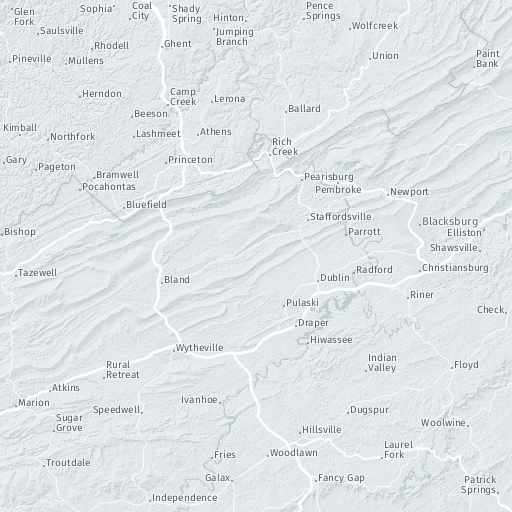 Glen
Fork
Sophia
Coal
City
Shady
Spring
Hinton
Pence
Springs
Saulsville
Jumping
Branch
Wolfcreek
Rhodell
Ghent
Pineville
Mullens
Union
Paint
Bank
Herndon
Camp
Creek
Lerona
Beeson
Ballard
Kimball
Northfork
Lashmeet
Athens
Rich
Creek
Gary
Pageton
Princeton
Bramwell
Pocahontas
Pearisburg
Pembroke
Newport
Bluefield
Staffordsville
Blacksburg
Bishop
Parrott
Elliston
Shawsville
Tazewell
Bland
Dublin
Radford
Christiansburg
Riner
Pulaski
Check
Draper
Hiwassee
Wytheville
Rural
Retreat
Indian
Valley
Floyd
Atkins
Marion
Speedwell
Ivanhoe
Dugspur
Sugar
Grove
Hillsville
Woolwine
Fries
Woodlawn
Laurel
Fork
Troutdale
Galax
Fancy Gap
Patrick
Springs
Independence